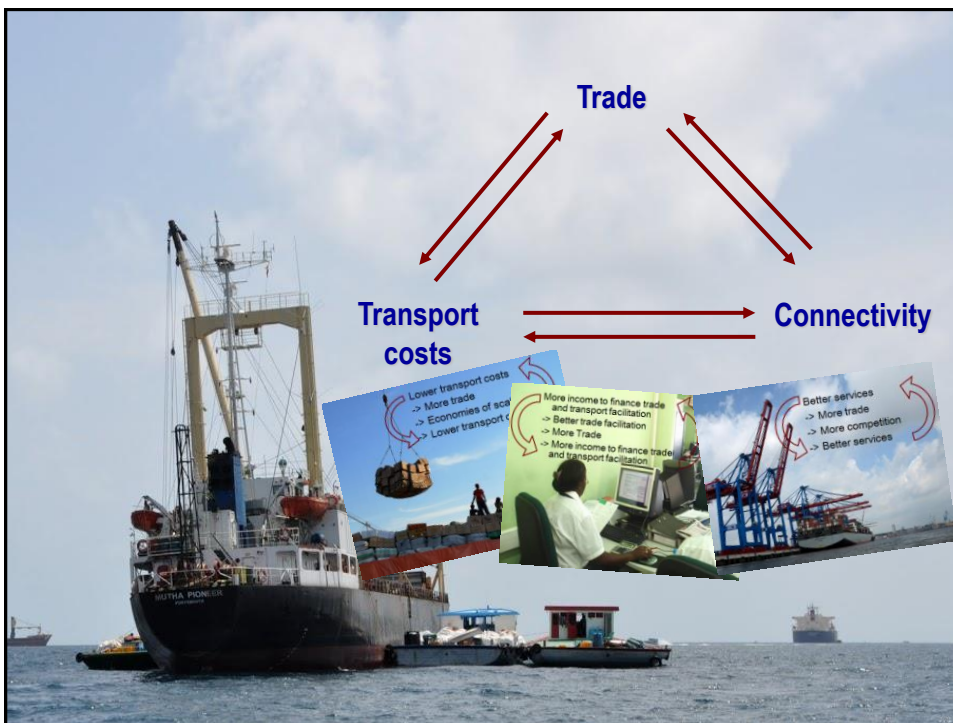 Trade
Transport
costs
Connectivity
Lower transport costs
-> More trade
-> Economies of
-> Lower transport
More income to finance trade
and transport facilitation
-> Better trade facilitation
-> More Trade
-> More income to finance trade
and transport facilitation
Better services
-> More trade
-> More competition
-> Better services
MUTHA PIONEER